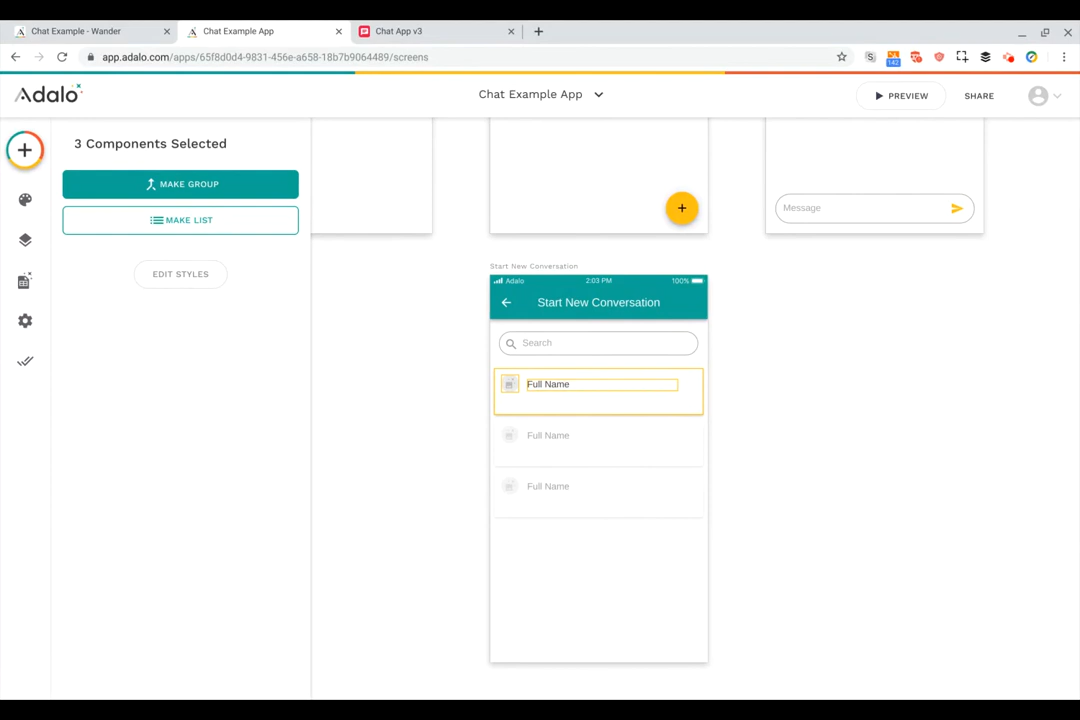 Chat Example - Wander
Chat Example App
Chat App v3
app.adalo.com/apps/65f8d0d4-9831-456e-a658-18b7b9064489/screens
142
Adalo
Chat Example App
PREVIEW
SHARE
3 Components Selected
MAKE GROUP
MAKE LIST
EDIT STYLES
Message
Start New Conversation
Adalo 2:03 PM 100%
Start New Conversation
Search
Full Name
Full Name
Full Name